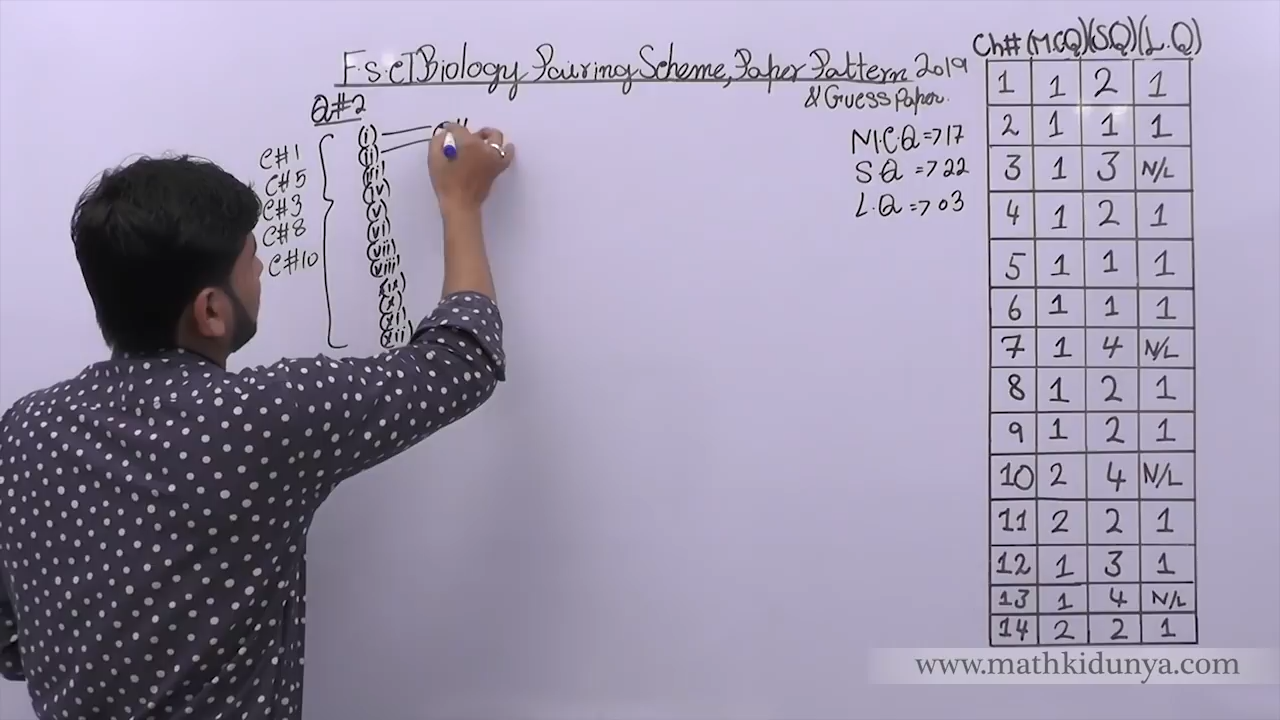 F.S.C I Biology Pairing Scheme, Paper Pattern 2019
& Guess Paper.
Q#2
C#1
C#5
C#3
C#8
C#10
(i)
(ii)
(iii)
(iv)
(v)
(vi)
(vii)
(viii)
(ix)
(x)
(xi)
(xii)
M.C.Q => 17
S.Q => 22
L.Q => 03
Ch# (M.C.Q) (S.Q) (L.Q)
1 1 2 1
2 1 1 1
3 1 3 N/L
4 1 2 1
5 1 1 1
6 1 1 1
7 1 4 N/L
8 1 2 1
9 1 2 1
10 2 4 N/L
11 2 2 1
12 1 3 1
13 1 4 N/L
14 2 2 1
www.mathkidunya.com